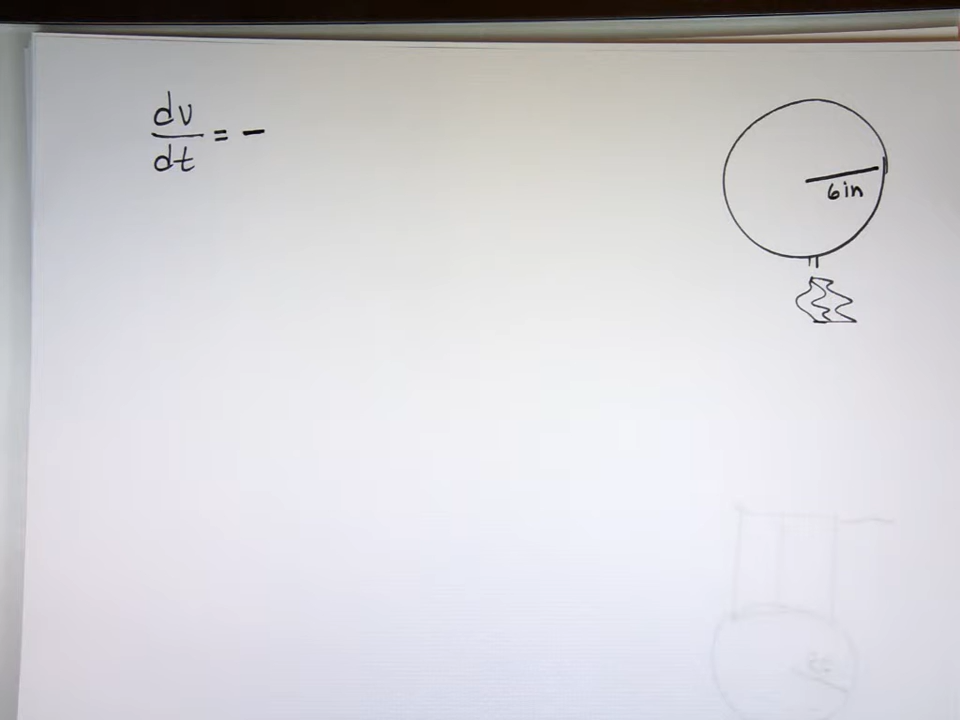 dv
dt = -
6in